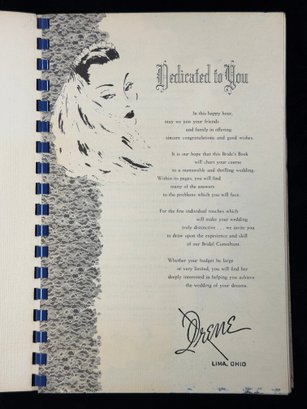 Dedicated to You
In this happy hour,
may we join your friends
and family in offering
sincere congratulations and good wishes.
It is our hope that this Bride's Book
will chart your course
to a memorable and thrilling wedding.
Within its pages, you will find
many of the answers
to the problems which you will face.
For the fine individual touches which
will make your wedding
truly distinctive . . . we invite you
to draw upon the experience and skill
of our Bridal Consultant.
Whether your budget be large
or very limited, you will find her
deeply interested in helping you achieve
the wedding of your dreams.
Irene
LIMA, OHIO